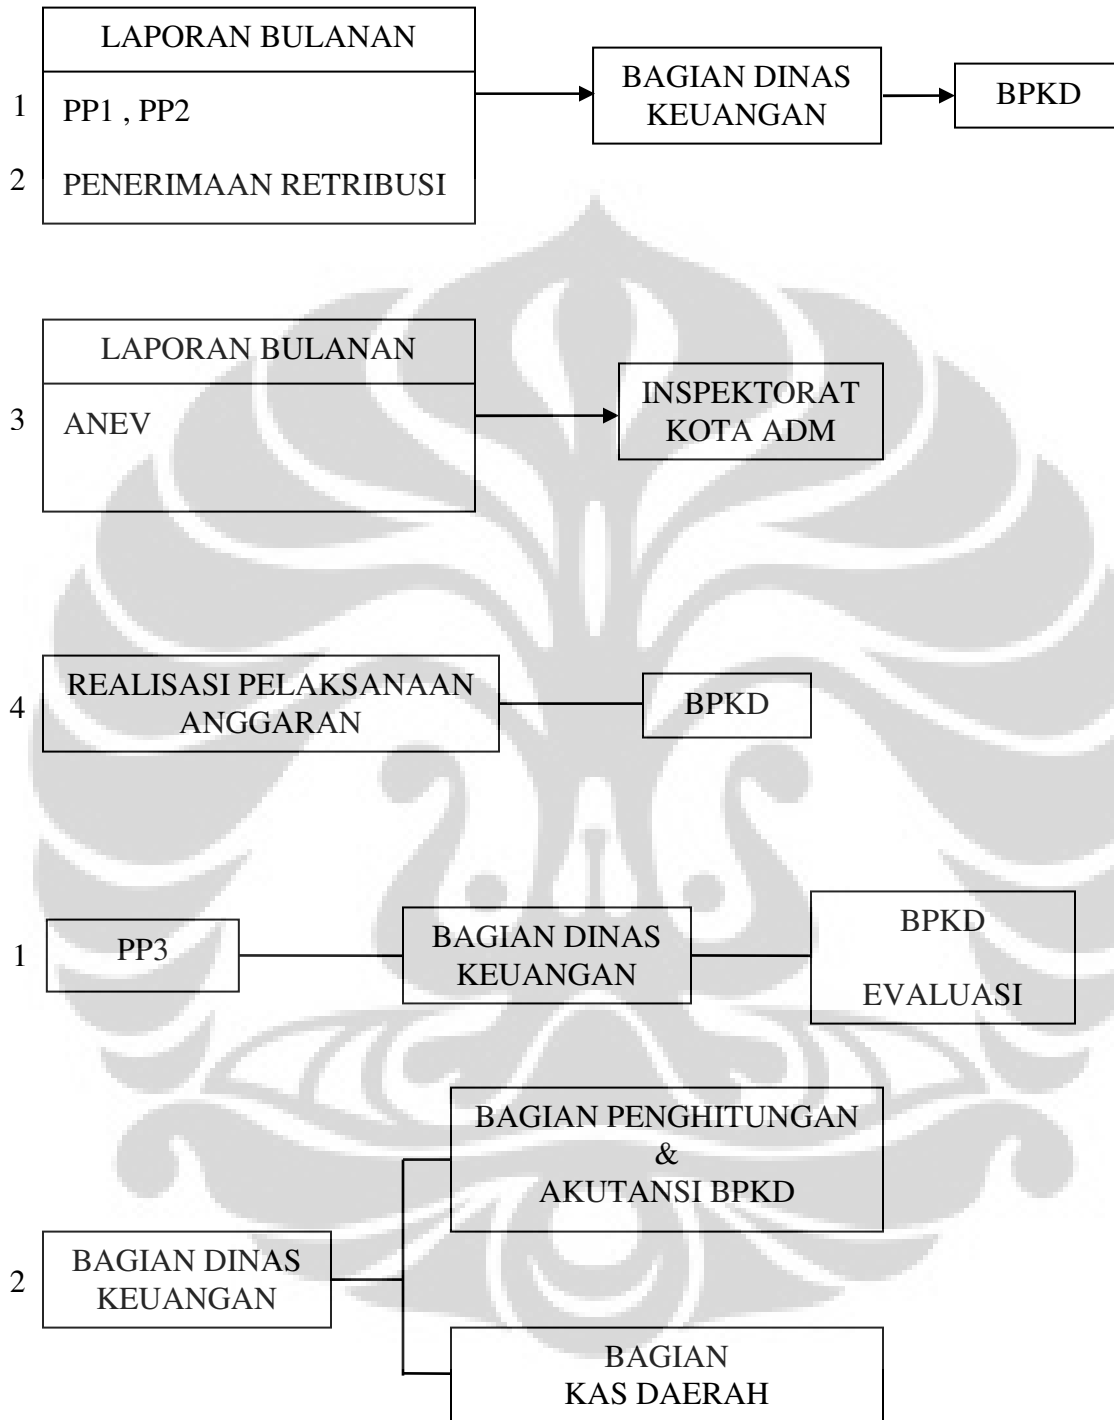 LAPORAN BULANAN
1 PP1 , PP2
2 PENERIMAAN RETRIBUSI
BAGIAN DINAS
KEUANGAN
BPKD
LAPORAN BULANAN
3 ANEV
INSPEKTORAT
KOTA ADM
4 REALISASI PELAKSANAAN
ANGGARAN
BPKD
1 PP3
BAGIAN DINAS
KEUANGAN
BPKD
EVALUASI
BAGIAN PENGHITUNGAN
&
AKUTANSI BPKD
2 BAGIAN DINAS
KEUANGAN
BAGIAN
KAS DAERAH